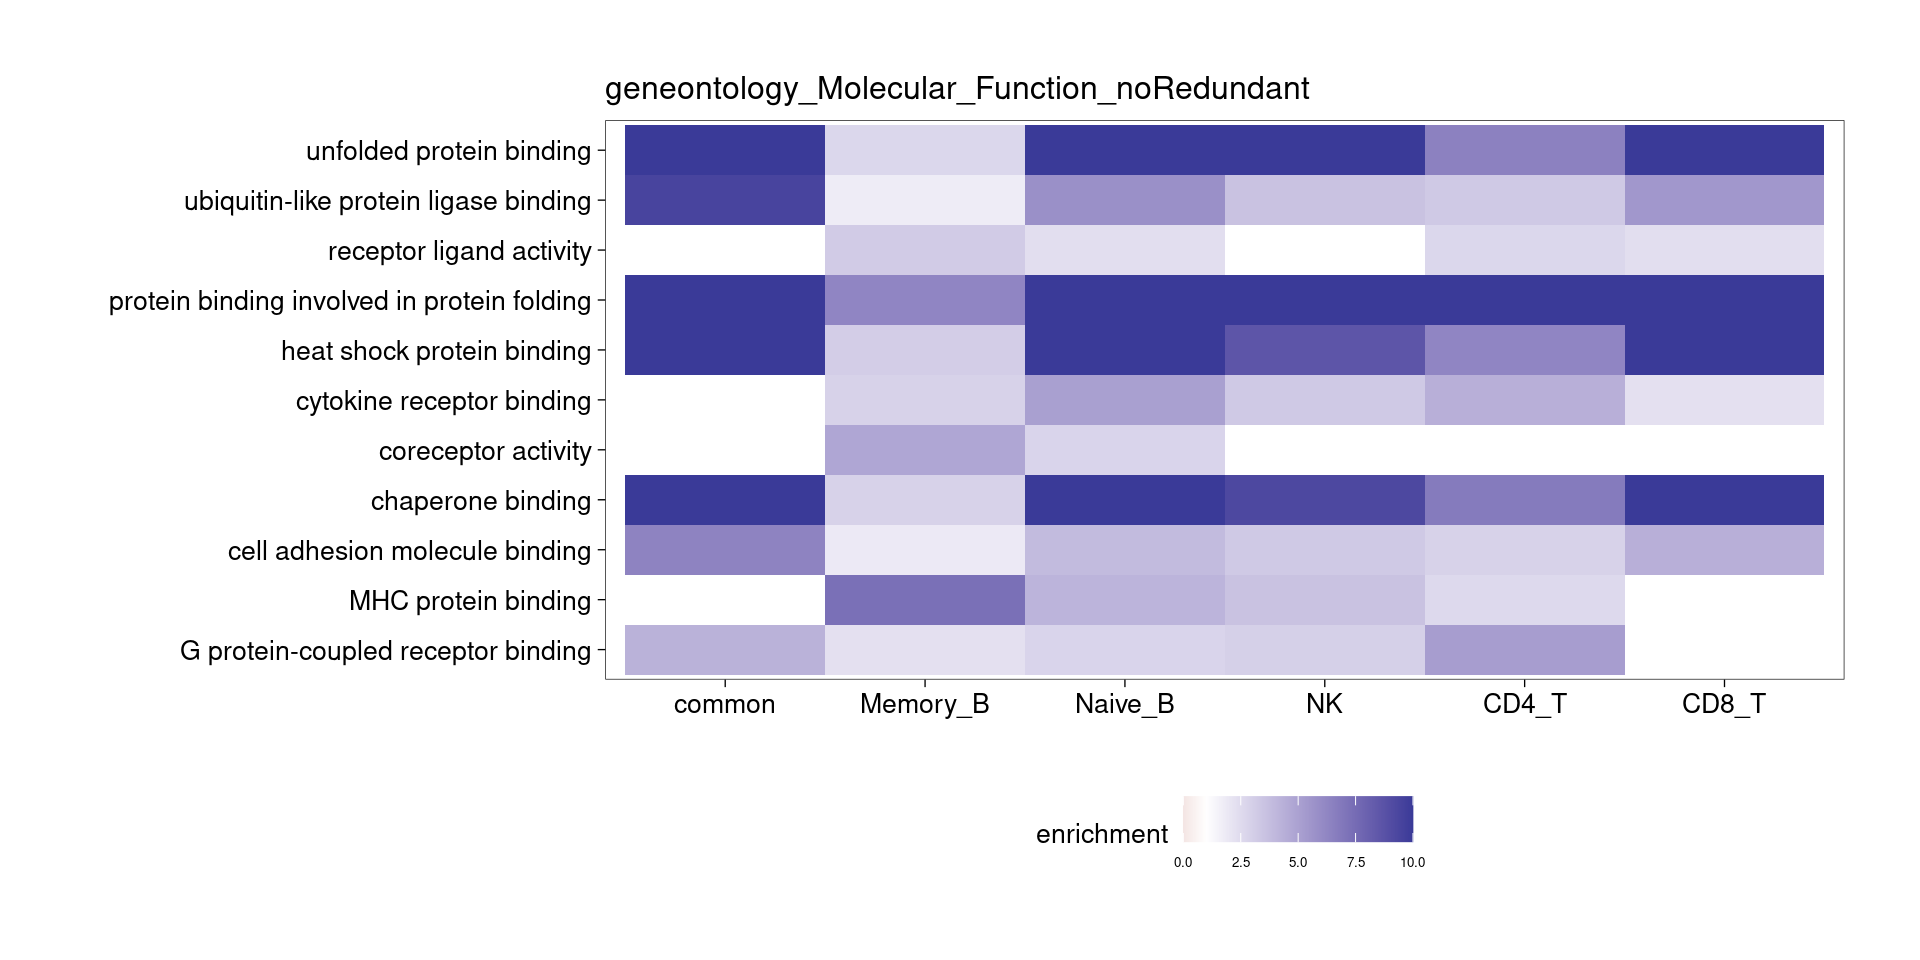 geneontology_Molecular_Function_noRedundant
unfolded protein binding
ubiquitin-like protein ligase binding
receptor ligand activity
protein binding involved in protein folding
heat shock protein binding
cytokine receptor binding
coreceptor activity
chaperone binding
cell adhesion molecule binding
MHC protein binding
G protein-coupled receptor binding
common Memory_B Naive_B NK CD4_T CD8_T
enrichment
0.0 2.5 5.0 7.5 10.0